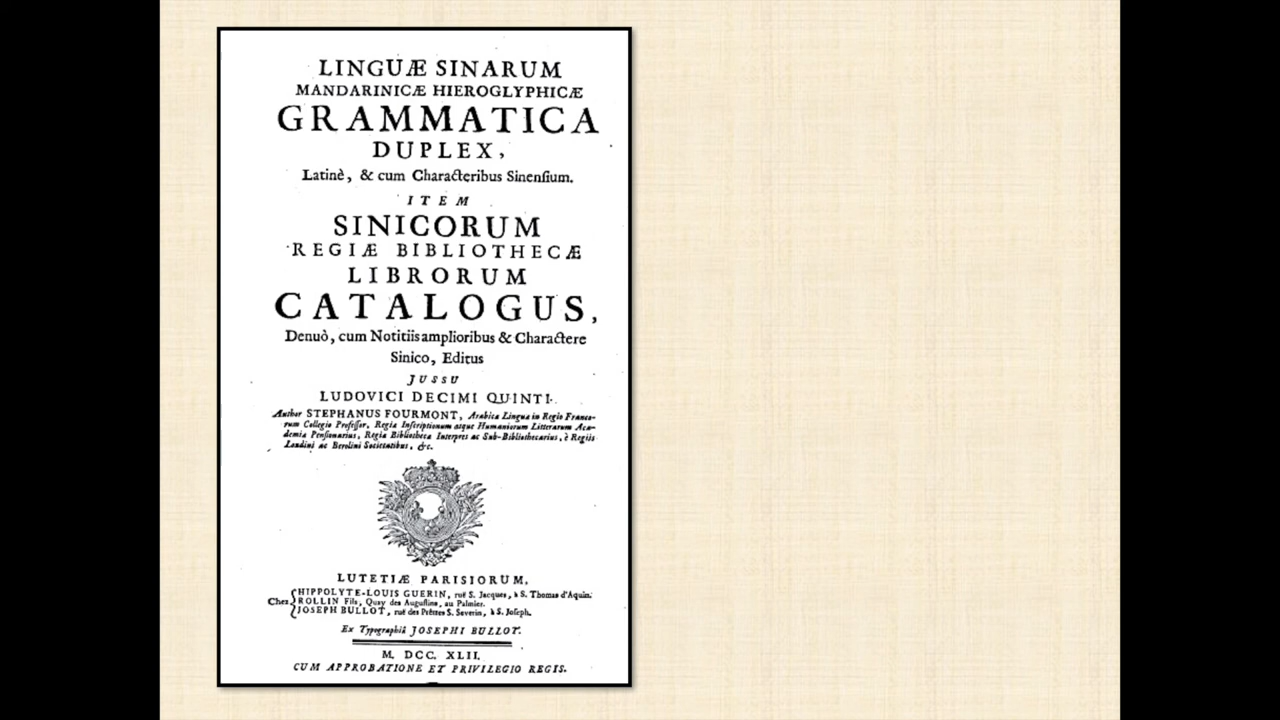 LINGUÆ SINARUM
MANDARINICÆ HIEROGLYPHICÆ
GRAMMATICA
DUPLEX,
Latinè, & cum Characteribus Sinensium.
ITEM
SINICORUM
REGIÆ BIBLIOTHECÆ
LIBRORUM
CATALOGUS,
Denuò, cum Notitiis amplioribus & Charactere
Sinico, Editus
JUSSU
LUDOVICI DECIMI QUINTI.
Author STEPHANUS FOURMONT, Arabicæ Linguæ in Regio Franco-
rum Collegio Professor, Regiæ Inscriptionum atque Humaniorum Litterarum Aca-
demiæ Pensionarius, Regiæ Bibliothecæ Interpres ac Sub-Bibliothecarius, è Regiis
Londini ac Berolini Societatibus, &c.
LUTETIÆ PARISIORUM,
Chez HIPPOLYTE-LOUIS GUERIN, ruë S. Jacques, à S. Thomas d'Aquin.
ROLLIN Fils, Quay des Augustins, au Palmier.
JOSEPH BULLOT, ruë des Prêtres S. Severin, à S. Joseph.
Ex Typographiâ JOSEPHI BULLOT.
M. DCC. XLII.
CUM APPROBATIONE ET PRIVILEGIO REGIS.